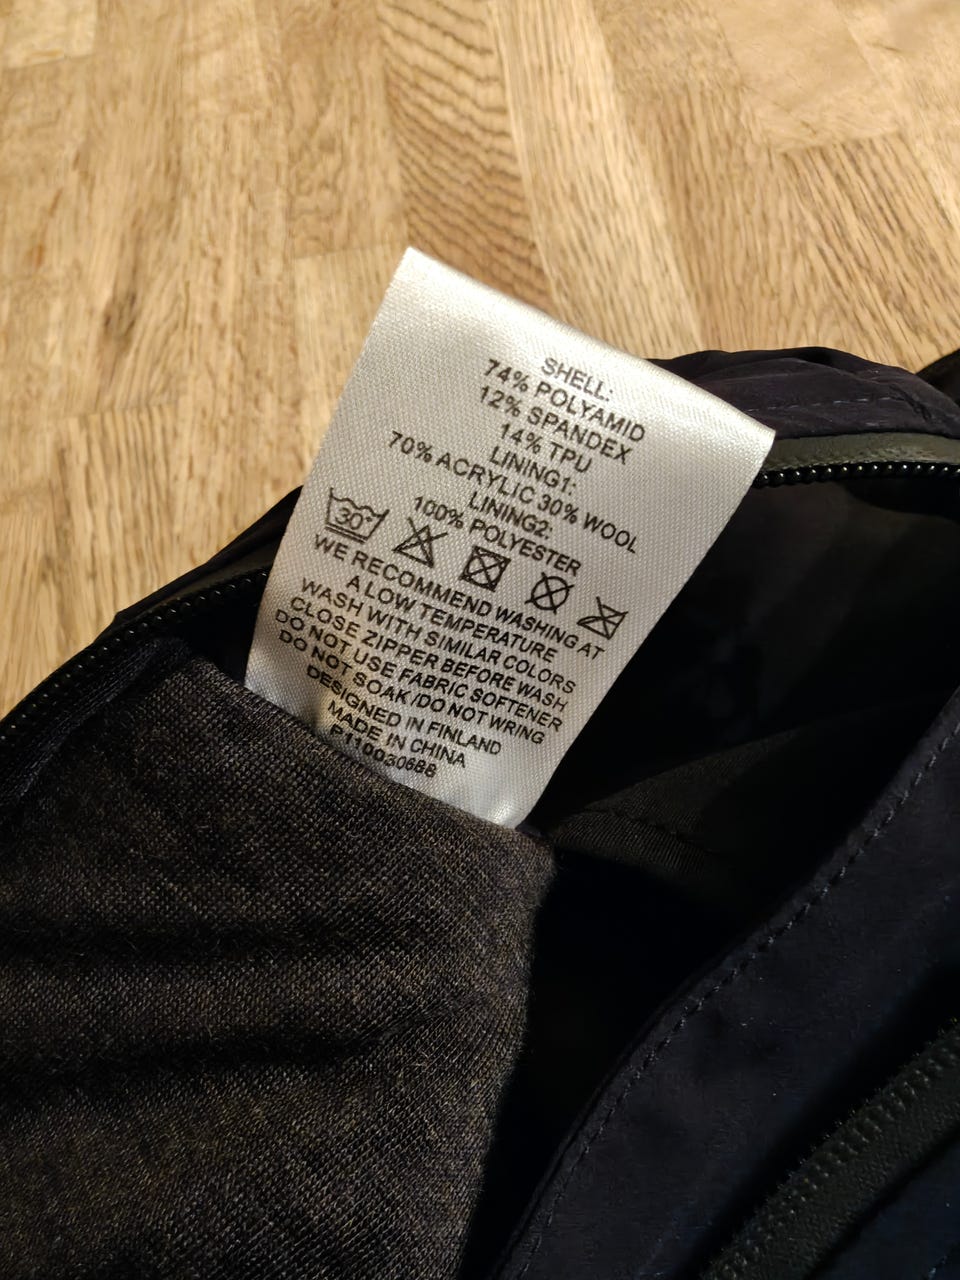 SHELL:
74% POLYAMID
12% SPANDEX
14% TPU
LINING1:
70% ACRYLIC 30% WOOL
LINING2:
100% POLYESTER
30°
WE RECOMMEND WASHING AT
A LOW TEMPERATURE
WASH WITH SIMILAR COLORS
CLOSE ZIPPER BEFORE WASH
DO NOT USE FABRIC SOFTENER
DO NOT SOAK /DO NOT WRING
DESIGNED IN FINLAND
MADE IN CHINA
P110030688